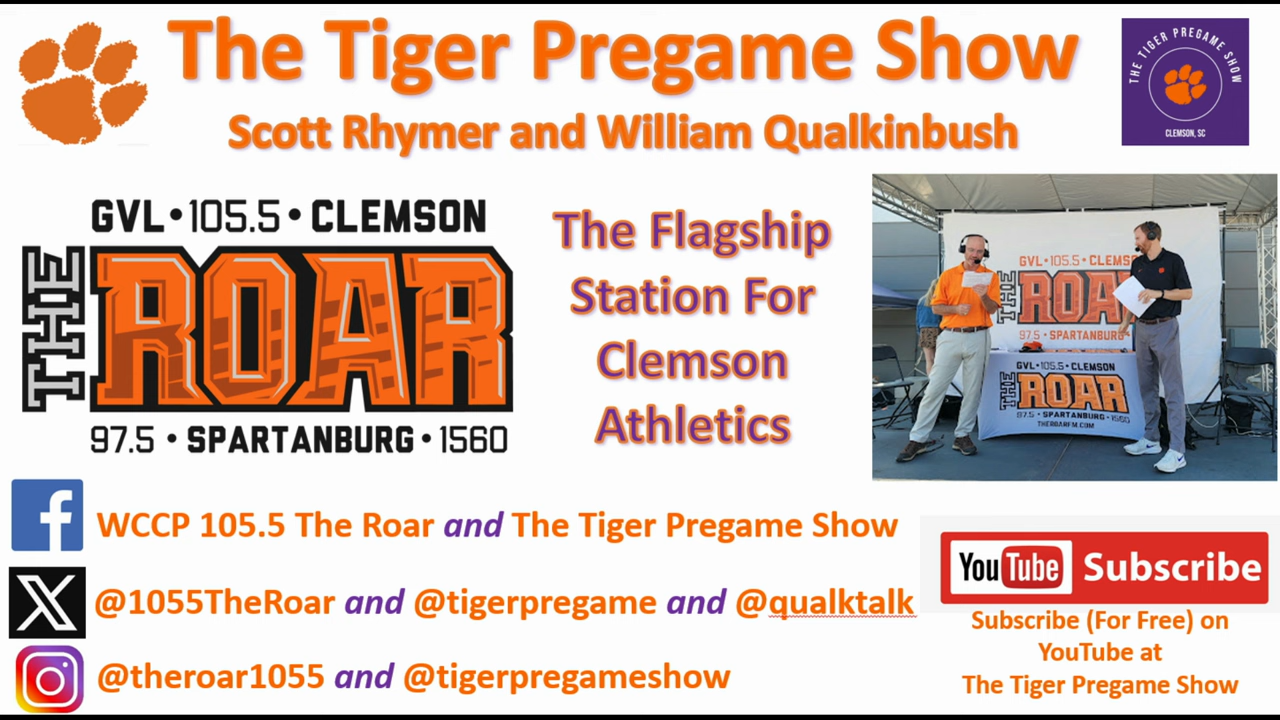 The Tiger Pregame Show
Scott Rhymer and William Qualkinbush
THE TIGER PREGAME SHOW
CLEMSON, SC
GVL • 105.5 • CLEMSON
THE ROAR
97.5 • SPARTANBURG • 1560
The Flagship
Station For
Clemson
Athletics
GVL • 105.5 • CLEMSO
THE ROA
97.5 • SPARTANBURG
GVL • 105.5 • CLEMSON
THE ROAR
97.5 • SPARTANBURG • 1560
THEROARFM.COM
WCCP 105.5 The Roar and The Tiger Pregame Show
@1055TheRoar and @tigerpregame and @qualktalk
@theroar1055 and @tigerpregameshow
YouTube Subscribe
Subscribe (For Free) on
YouTube at
The Tiger Pregame Show